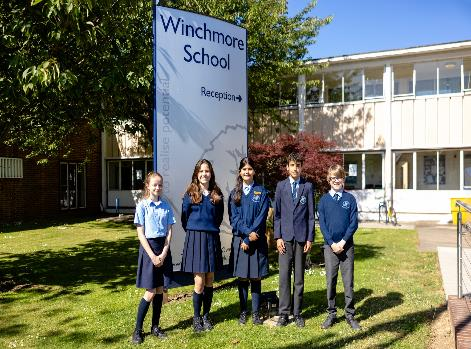 Winchmore
School
Reception →